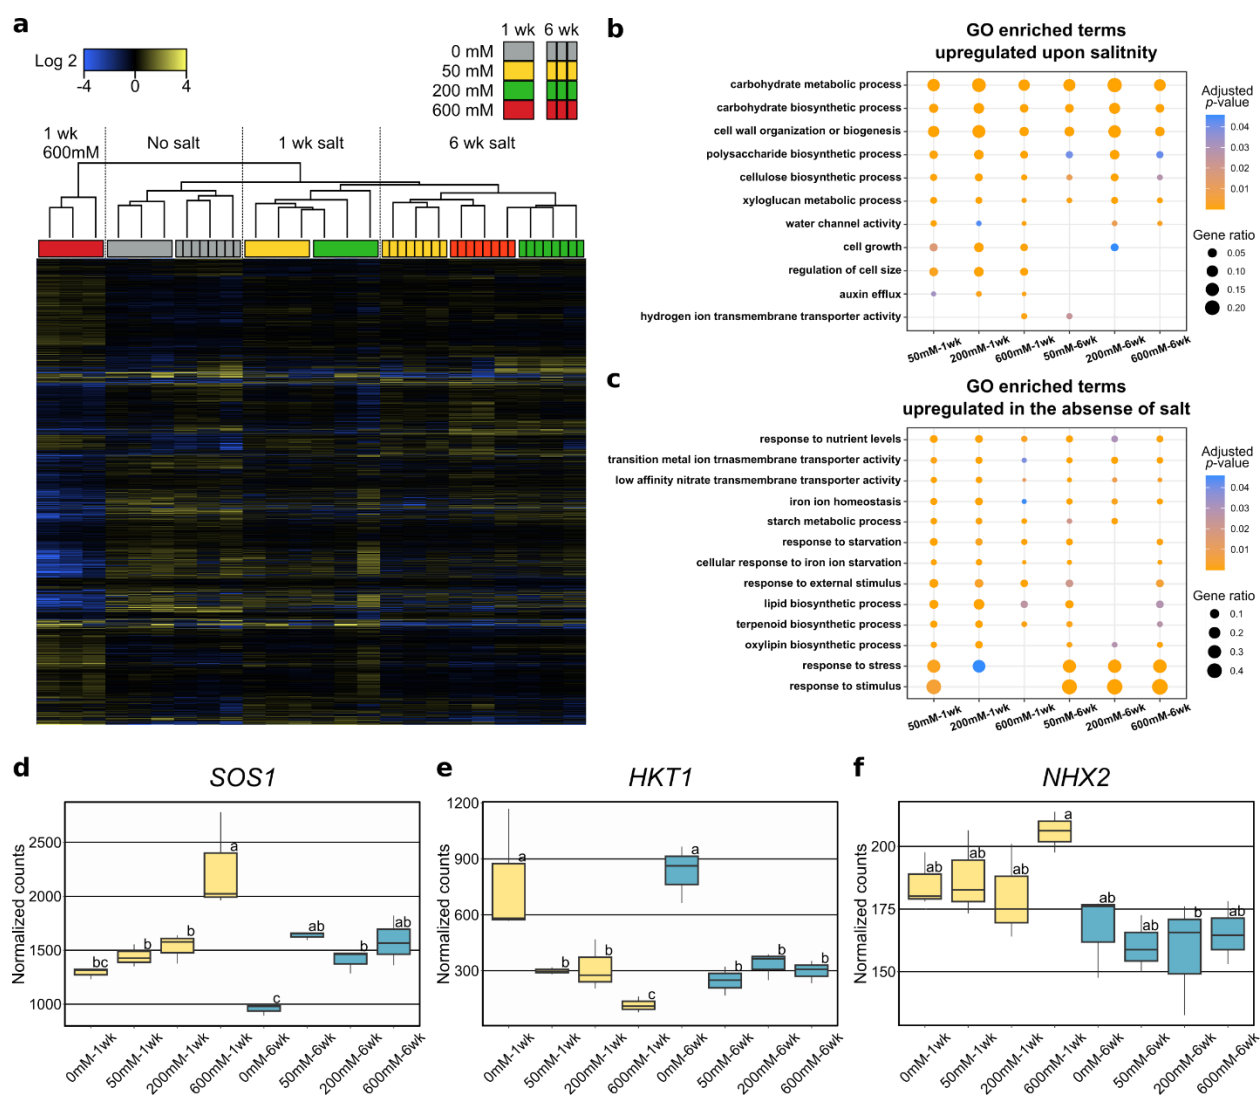 a
Log 2
-4
0
4
1 wk
6 wk
0 mM
50 mM
200 mM
600 mM
1 wk
600mM
No salt
1 wk salt
6 wk salt
b
GO enriched terms
upregulated upon salitnity
carbohydrate metabolic process
carbohydrate biosynthetic process
cell wall organization or biogenesis
polysaccharide biosynthetic process
cellulose biosynthetic process
xyloglucan metabolic process
water channel activity
cell growth
regulation of cell size
auxin efflux
hydrogen ion transmembrane transporter activity
50mM-1wk
200mM-1wk
600mM-1wk
50mM-6wk
200mM-6wk
600mM-6wk
Adjusted
p-value
0.04
0.03
0.02
0.01
Gene ratio
0.05
0.10
0.15
0.20
c
GO enriched terms
upregulated in the absense of salt
response to nutrient levels
transition metal ion trnasmembrane transporter activity
low affinity nitrate transmembrane transporter activity
iron ion homeostasis
starch metabolic process
response to starvation
cellular response to iron ion starvation
response to external stimulus
lipid biosynthetic process
terpenoid biosynthetic process
oxylipin biosynthetic process
response to stress
response to stimulus
50mM-1wk
200mM-1wk
600mM-1wk
50mM-6wk
200mM-6wk
600mM-6wk
Adjusted
p-value
0.04
0.03
0.02
0.01
Gene ratio
0.1
0.2
0.3
0.4
d
SOS1
Normalized counts
2500
2000
1500
1000
bc
b
b
a
c
ab
b
ab
0mM-1wk
50mM-1wk
200mM-1wk
600mM-1wk
0mM-6wk
50mM-6wk
200mM-6wk
600mM-6wk
e
HKT1
Normalized counts
1200
900
600
300
a
b
b
c
a
b
b
b
0mM-1wk
50mM-1wk
200mM-1wk
600mM-1wk
0mM-6wk
50mM-6wk
200mM-6wk
600mM-6wk
f
NHX2
Normalized counts
200
175
150
ab
ab
ab
a
ab
ab
ab
ab
0mM-1wk
50mM-1wk
200mM-1wk
600mM-1wk
0mM-6wk
50mM-6wk
200mM-6wk
600mM-6wk